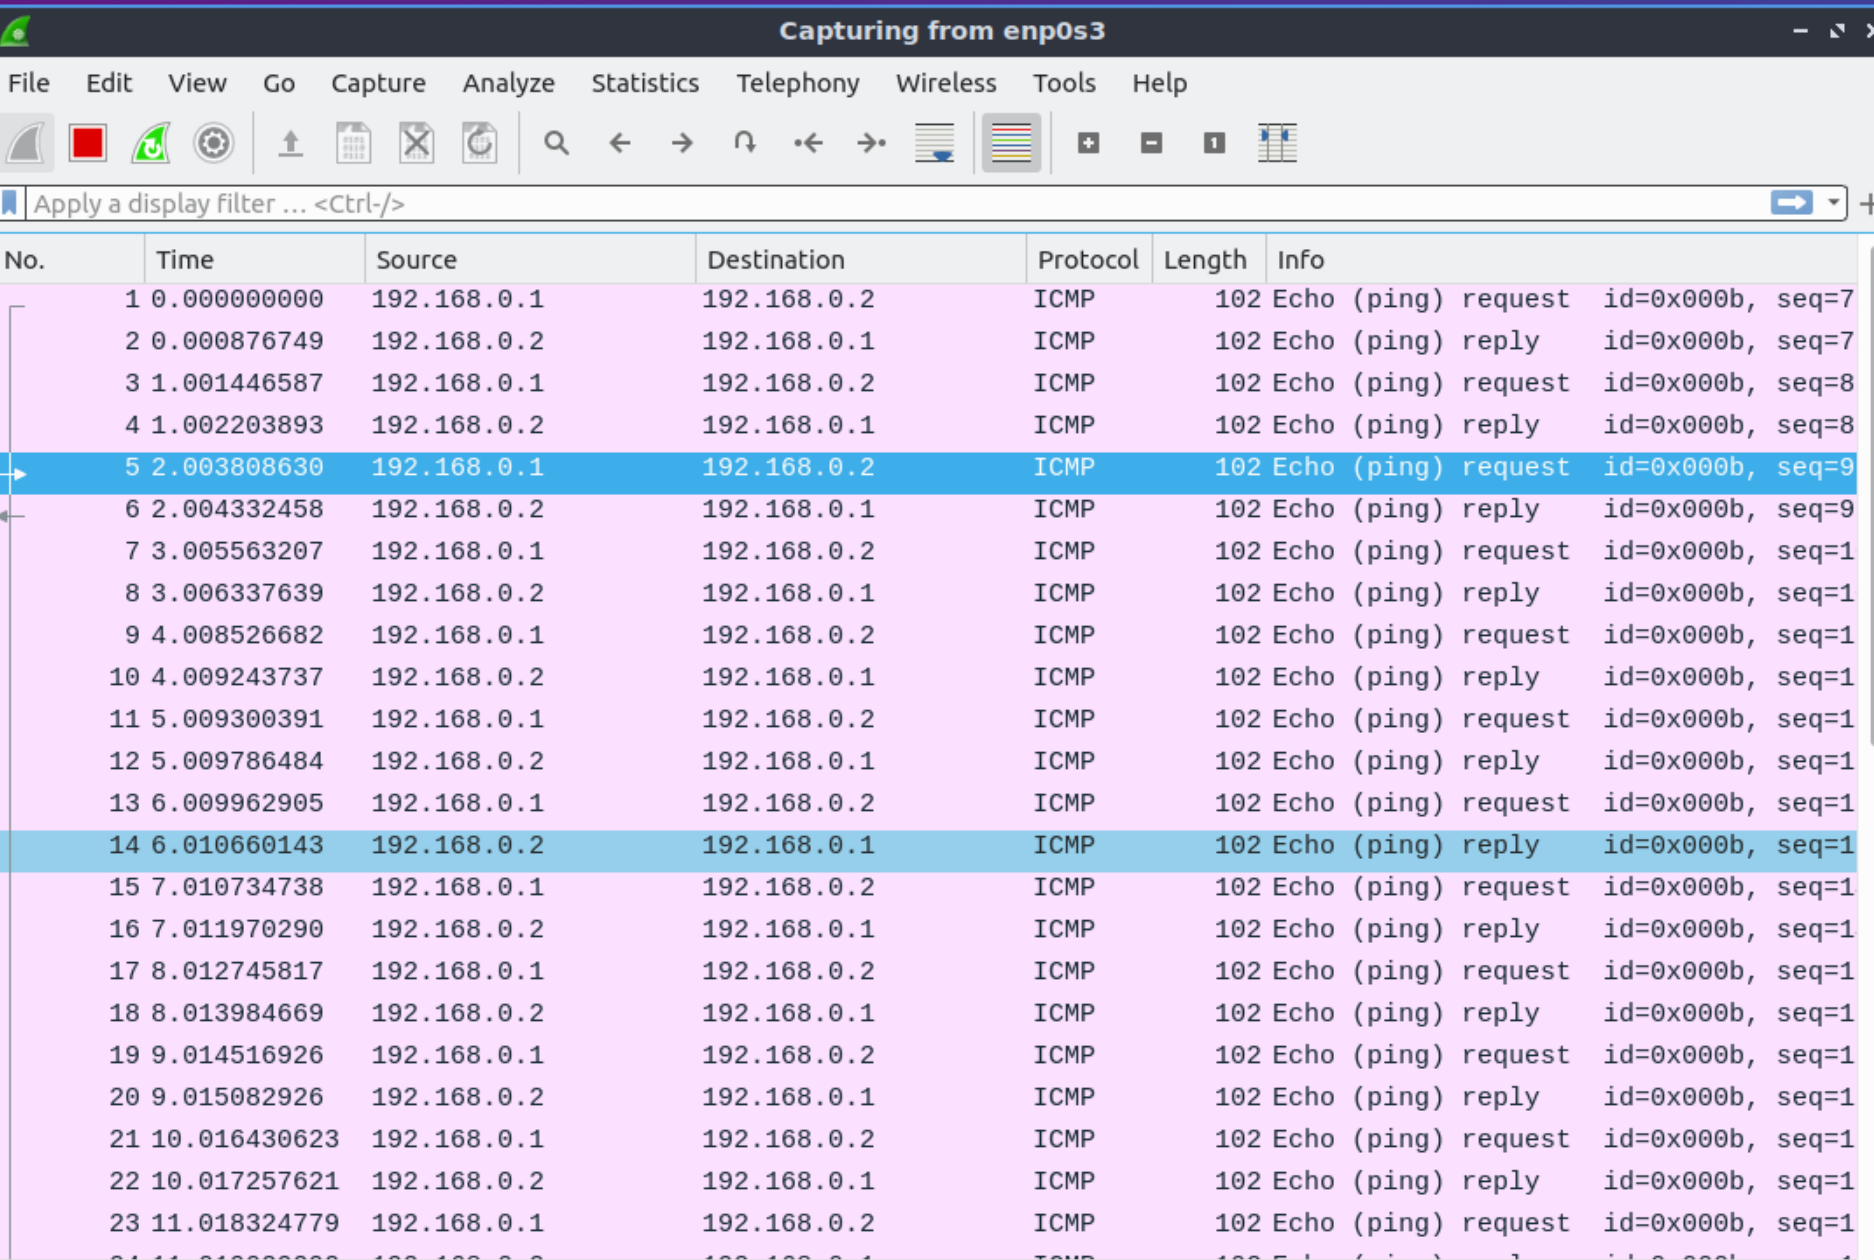 Capturing from enp0s3
File Edit View Go Capture Analyze Statistics Telephony Wireless Tools Help
Apply a display filter … <Ctrl-/>
No. Time Source Destination Protocol Length Info
1 0.000000000 192.168.0.1 192.168.0.2 ICMP 102 Echo (ping) request id=0x000b, seq=7
2 0.000876749 192.168.0.2 192.168.0.1 ICMP 102 Echo (ping) reply id=0x000b, seq=7
3 1.001446587 192.168.0.1 192.168.0.2 ICMP 102 Echo (ping) request id=0x000b, seq=8
4 1.002203893 192.168.0.2 192.168.0.1 ICMP 102 Echo (ping) reply id=0x000b, seq=8
5 2.003808630 192.168.0.1 192.168.0.2 ICMP 102 Echo (ping) request id=0x000b, seq=9
6 2.004332458 192.168.0.2 192.168.0.1 ICMP 102 Echo (ping) reply id=0x000b, seq=9
7 3.005563207 192.168.0.1 192.168.0.2 ICMP 102 Echo (ping) request id=0x000b, seq=1
8 3.006337639 192.168.0.2 192.168.0.1 ICMP 102 Echo (ping) reply id=0x000b, seq=1
9 4.008526682 192.168.0.1 192.168.0.2 ICMP 102 Echo (ping) request id=0x000b, seq=1
10 4.009243737 192.168.0.2 192.168.0.1 ICMP 102 Echo (ping) reply id=0x000b, seq=1
11 5.009300391 192.168.0.1 192.168.0.2 ICMP 102 Echo (ping) request id=0x000b, seq=1
12 5.009786484 192.168.0.2 192.168.0.1 ICMP 102 Echo (ping) reply id=0x000b, seq=1
13 6.009962905 192.168.0.1 192.168.0.2 ICMP 102 Echo (ping) request id=0x000b, seq=1
14 6.010660143 192.168.0.2 192.168.0.1 ICMP 102 Echo (ping) reply id=0x000b, seq=1
15 7.010734738 192.168.0.1 192.168.0.2 ICMP 102 Echo (ping) request id=0x000b, seq=1
16 7.011970290 192.168.0.2 192.168.0.1 ICMP 102 Echo (ping) reply id=0x000b, seq=1
17 8.012745817 192.168.0.1 192.168.0.2 ICMP 102 Echo (ping) request id=0x000b, seq=1
18 8.013984669 192.168.0.2 192.168.0.1 ICMP 102 Echo (ping) reply id=0x000b, seq=1
19 9.014516926 192.168.0.1 192.168.0.2 ICMP 102 Echo (ping) request id=0x000b, seq=1
20 9.015082926 192.168.0.2 192.168.0.1 ICMP 102 Echo (ping) reply id=0x000b, seq=1
21 10.016430623 192.168.0.1 192.168.0.2 ICMP 102 Echo (ping) request id=0x000b, seq=1
22 10.017257621 192.168.0.2 192.168.0.1 ICMP 102 Echo (ping) reply id=0x000b, seq=1
23 11.018324779 192.168.0.1 192.168.0.2 ICMP 102 Echo (ping) request id=0x000b, seq=1